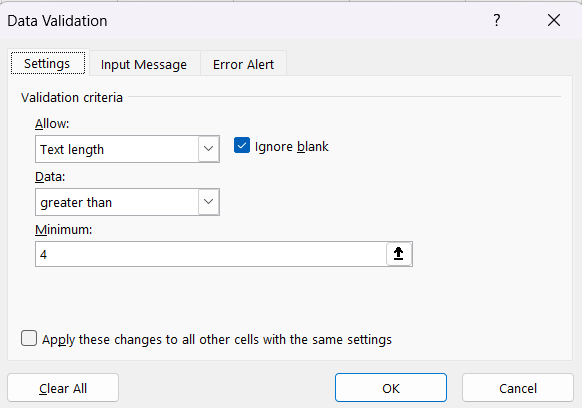 Data Validation ?
Settings Input Message Error Alert
Validation criteria
Allow:
Text length Ignore blank
Data:
greater than
Minimum:
4
Apply these changes to all other cells with the same settings
Clear All OK Cancel